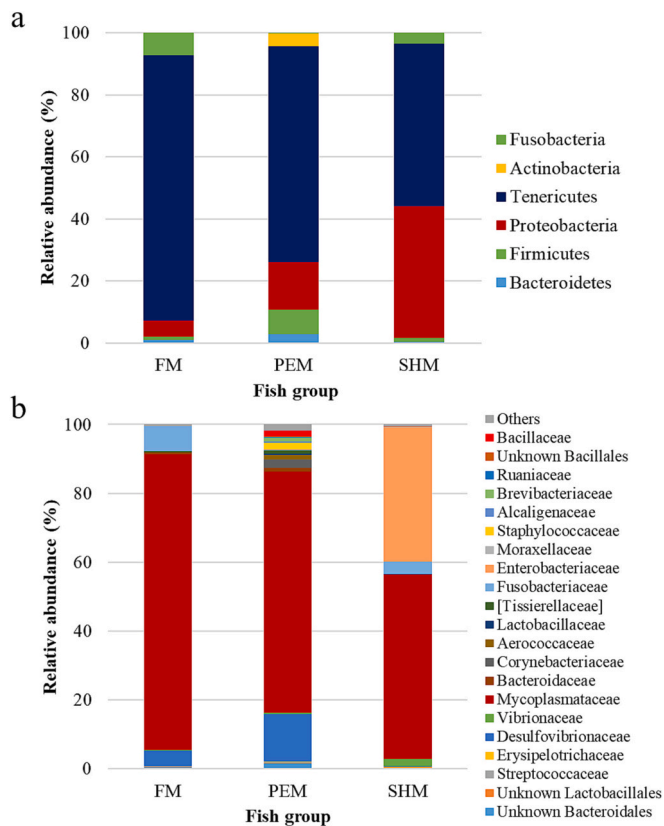 a
100
80
60
40
20
0
Relative abundance (%)
FM PEM SHM
Fish group
Fusobacteria
Actinobacteria
Tenericutes
Proteobacteria
Firmicutes
Bacteroidetes
b
100
80
60
40
20
0
Relative abundance (%)
FM PEM SHM
Fish group
Others
Bacillaceae
Unknown Bacillales
Ruaniaceae
Brevibacteriaceae
Alcaligenaceae
Staphylococcaceae
Moraxellaceae
Enterobacteriaceae
Fusobacteriaceae
[Tissierellaceae]
Lactobacillaceae
Aerococcaceae
Corynebacteriaceae
Bacteroidaceae
Mycoplasmataceae
Vibrionaceae
Desulfovibrionaceae
Erysipelotrichaceae
Streptococcaceae
Unknown Lactobacillales
Unknown Bacteroidales